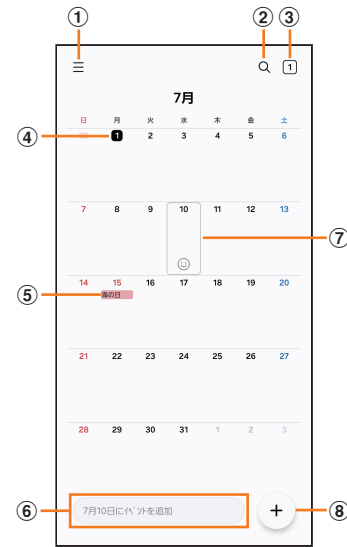 ① ② ③
1
7月
日 月 火 水 木 金 土
④
30 1 2 3 4 5 6
7 8 9 10 11 12 13
⑦
14 15 16 17 18 19 20
⑤ 海の日
21 22 23 24 25 26 27
28 29 30 31 1 2 3
⑥ 7月10日にイベントを追加 + ⑧